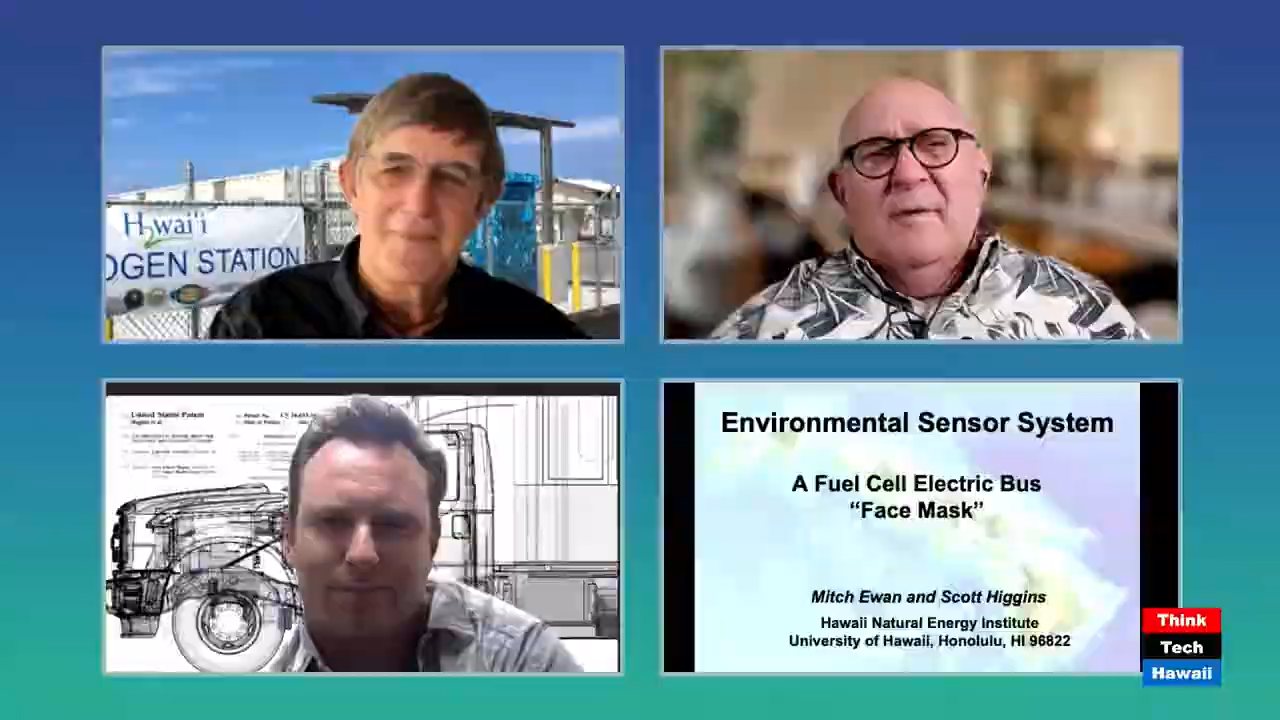 Hawai'i
OGEN STATION
United States Patent
Environmental Sensor System
A Fuel Cell Electric Bus
“Face Mask”
Mitch Ewan and Scott Higgins
Hawaii Natural Energy Institute
University of Hawaii, Honolulu, HI 96822
Think
Tech
Hawaii